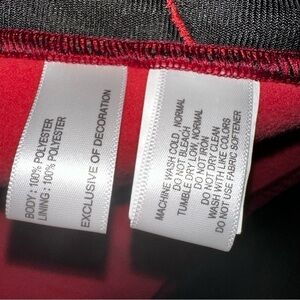 BODY : 100% POLYESTER
LINING : 100% POLYESTER
EXCLUSIVE OF DECORATION
MACHINE WASH COLD, NORMAL
DO NOT BLEACH
TUMBLE DRY LOW, NORMAL
DO NOT IRON
DO NOT DRY CLEAN
WASH WITH LIKE COLORS
DO NOT USE FABRIC SOFTENER